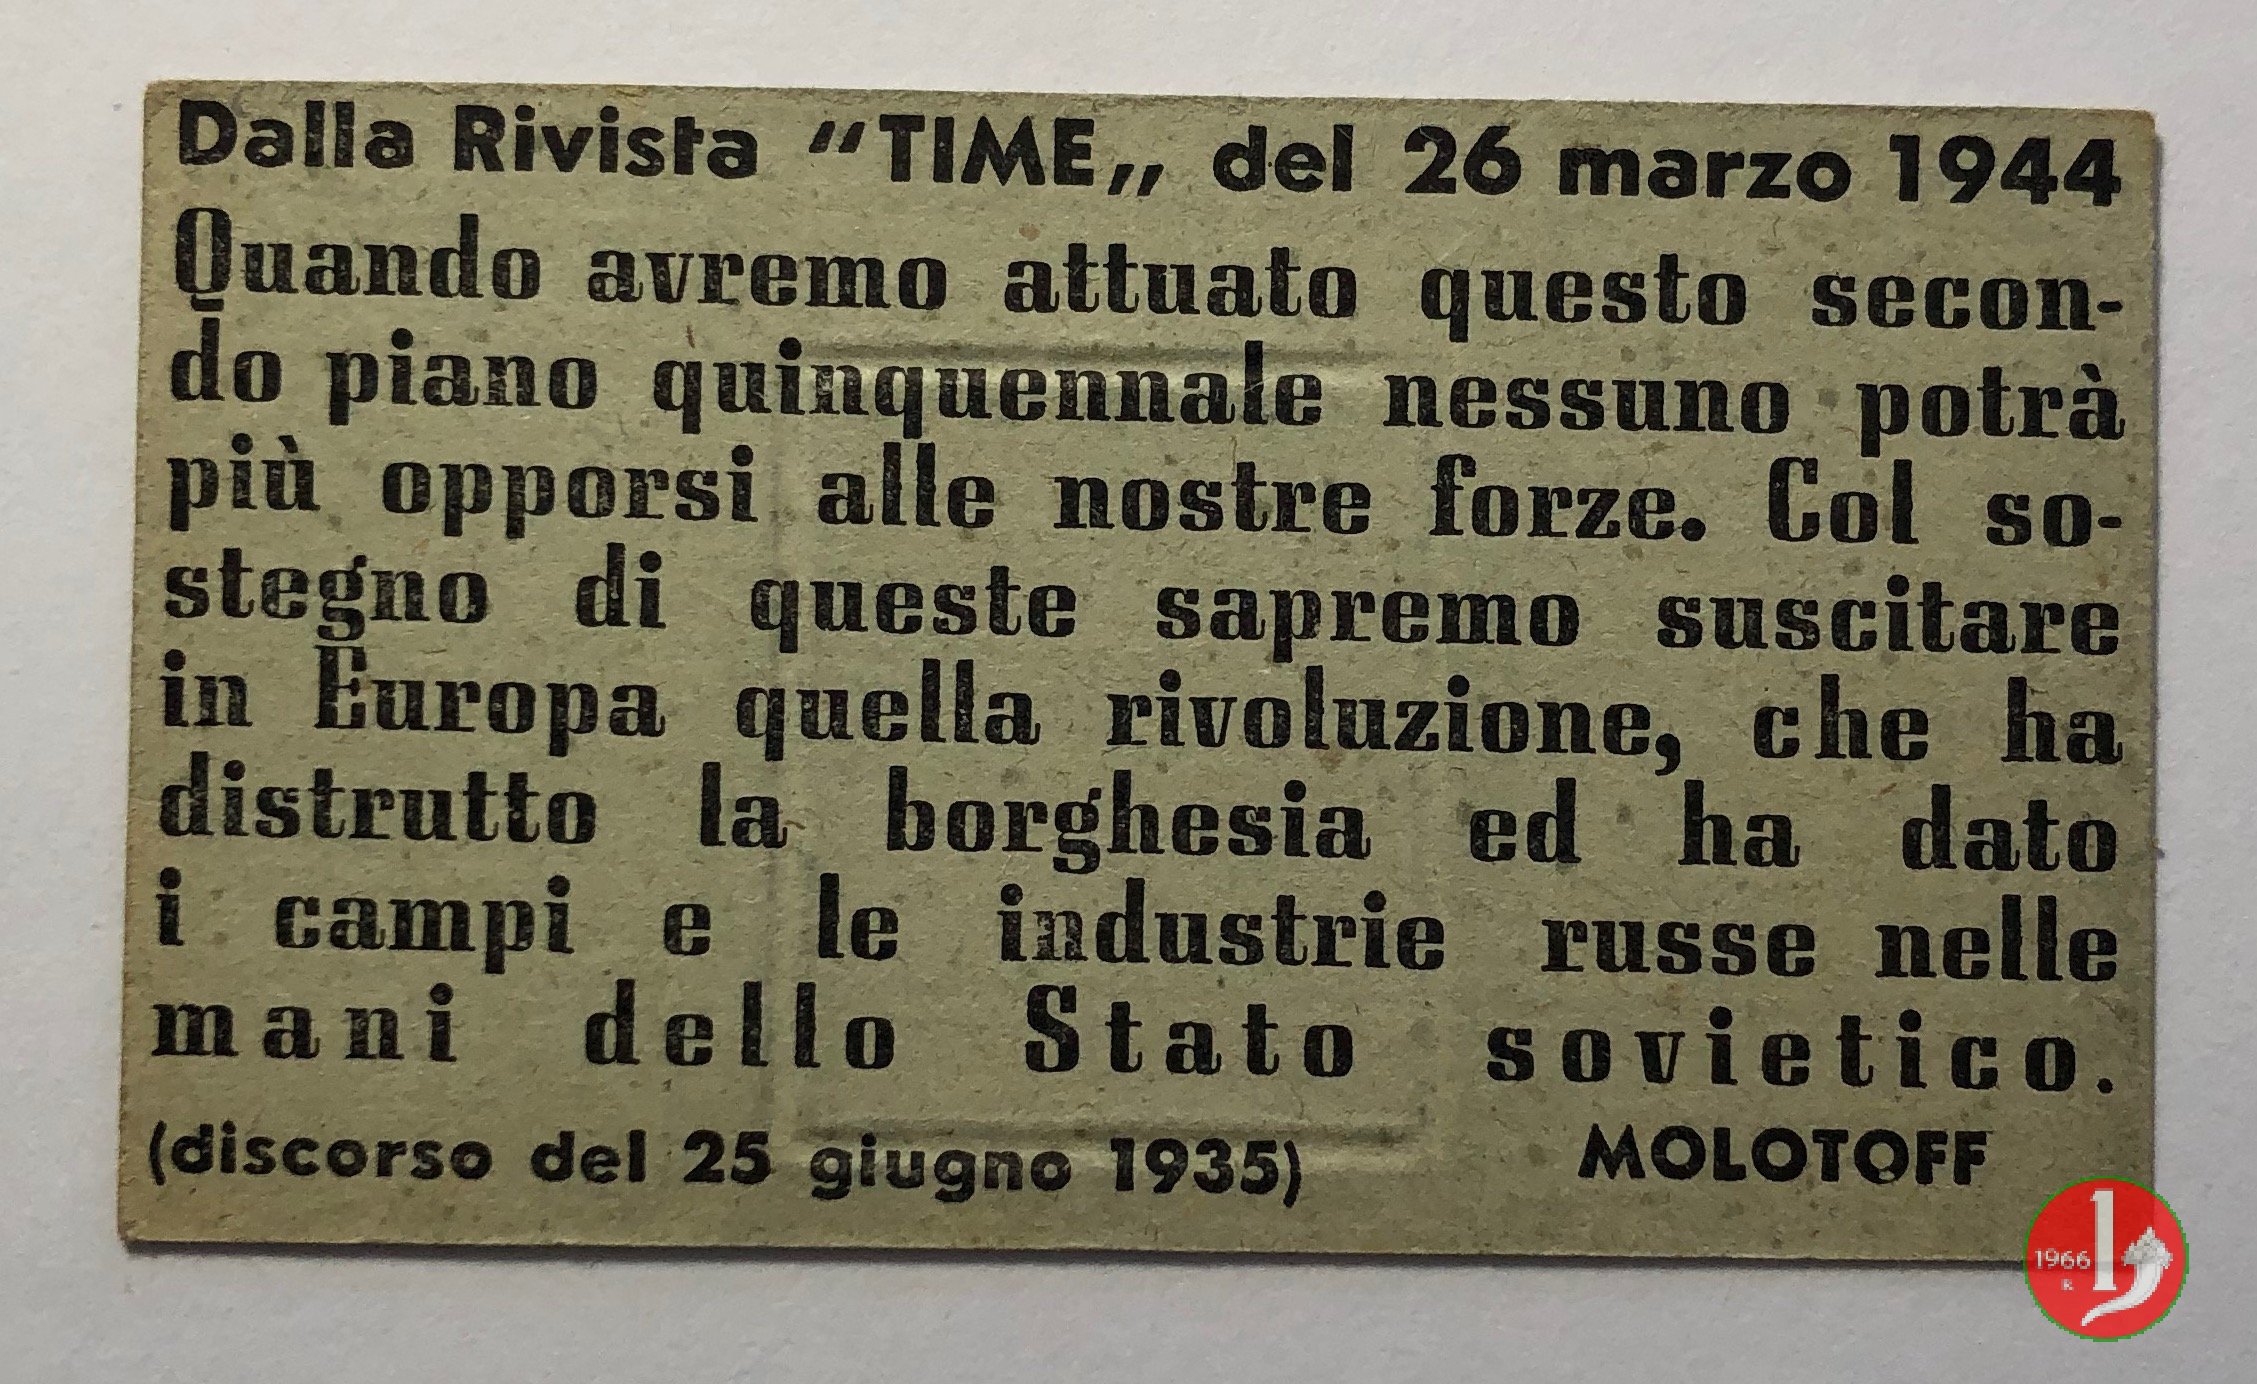 Dalla Rivista “TIME„ del 26 marzo 1944
Quando avremo attuato questo secon-
do piano quinquennale nessuno potrà
più opporsi alle nostre forze. Col so-
stegno di queste sapremo suscitare
in Europa quella rivoluzione, che ha
distrutto la borghesia ed ha dato
i campi e le industrie russe nelle
mani dello Stato sovietico.
(discorso del 25 giugno 1935) MOLOTOFF
1966 1
R